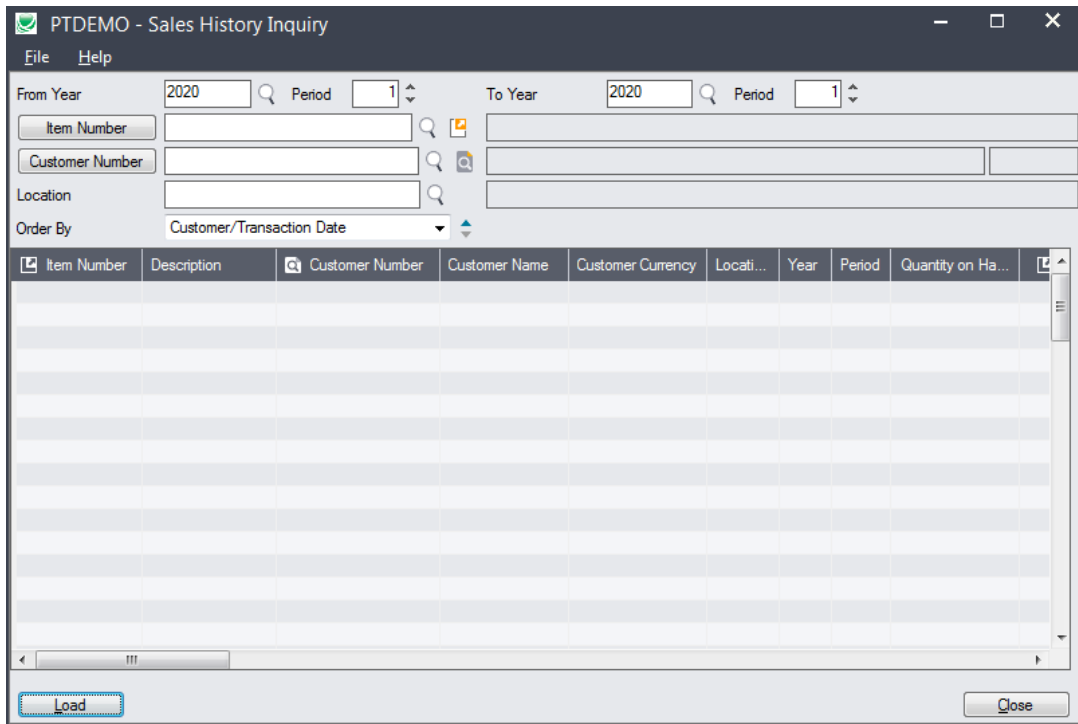 PTDEMO - Sales History Inquiry
File Help
From Year 2020 Period 1 To Year 2020 Period 1
Item Number
Customer Number
Location
Order By Customer/Transaction Date
Item Number Description Customer Number Customer Name Customer Currency Locati... Year Period Quantity on Ha...
Load Close